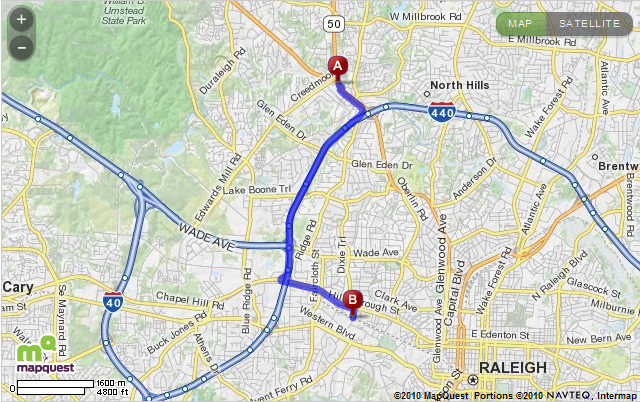 William B
Umstead
State Park
W Millbrook Rd
E Millbrook Rd
50
MAP
SATELLITE
Duraleigh Rd
Creedmoor
A
North Hills
440
Atlantic Ave
Wake Forest Rd
Glen Eden Dr
Glen Eden Dr
Brentw
Brentwood Rd
Edwards Mill Rd
Lake Boone Trl
Oberlin Rd
Anderson Dr
Atlantic Ave
WADE AVE
Ridge Rd
Faircloth St
Dixie Trl
Wade Ave
Glenwood Ave
Glenwood Ave
Capital Blvd
Wake Forest Rd
N Raleigh Blvd
Cary
40
Chapel Hill Rd
Blue Ridge Rd
B
Clark Ave
Glascock St
Milburnie
Se Maynard Rd
Buck Jones Rd
Athens Dr
Western Blvd
E Edenton St
New Bern Ave
RALEIGH
Avent Ferry Rd
mapquest
0
1600 m
4800 ft
©2010 MapQuest Portions ©2010 NAVTEQ, Intermap